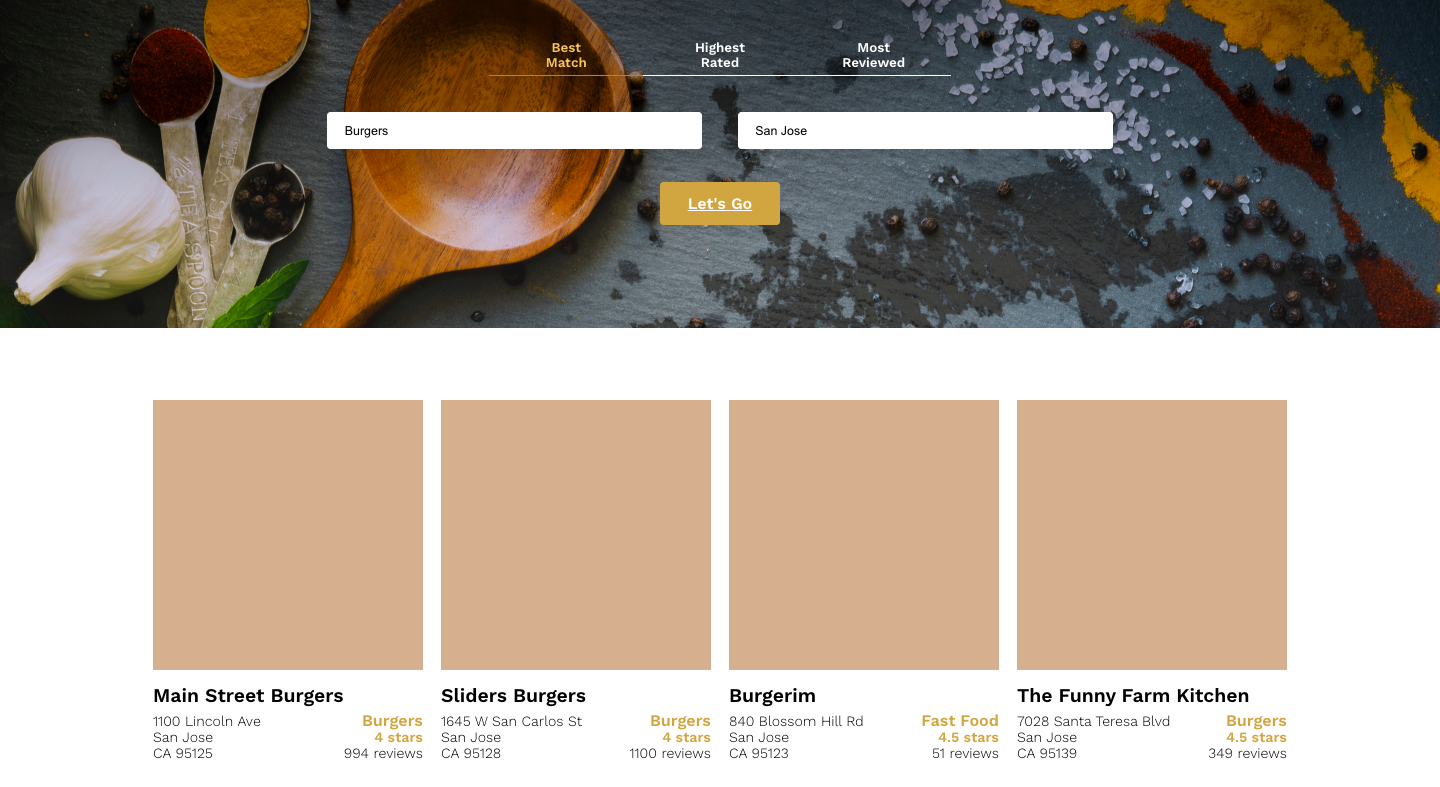 Best Match
Highest Rated
Most Reviewed
Burgers
San Jose
Let's Go
TEASPOON
Main Street Burgers
1100 Lincoln Ave
Burgers
San Jose
4 stars
CA 95125
994 reviews
Sliders Burgers
1645 W San Carlos St
Burgers
San Jose
4 stars
CA 95128
1100 reviews
Burgerim
840 Blossom Hill Rd
Fast Food
San Jose
4.5 stars
CA 95123
51 reviews
The Funny Farm Kitchen
7028 Santa Teresa Blvd
Burgers
San Jose
4.5 stars
CA 95139
349 reviews